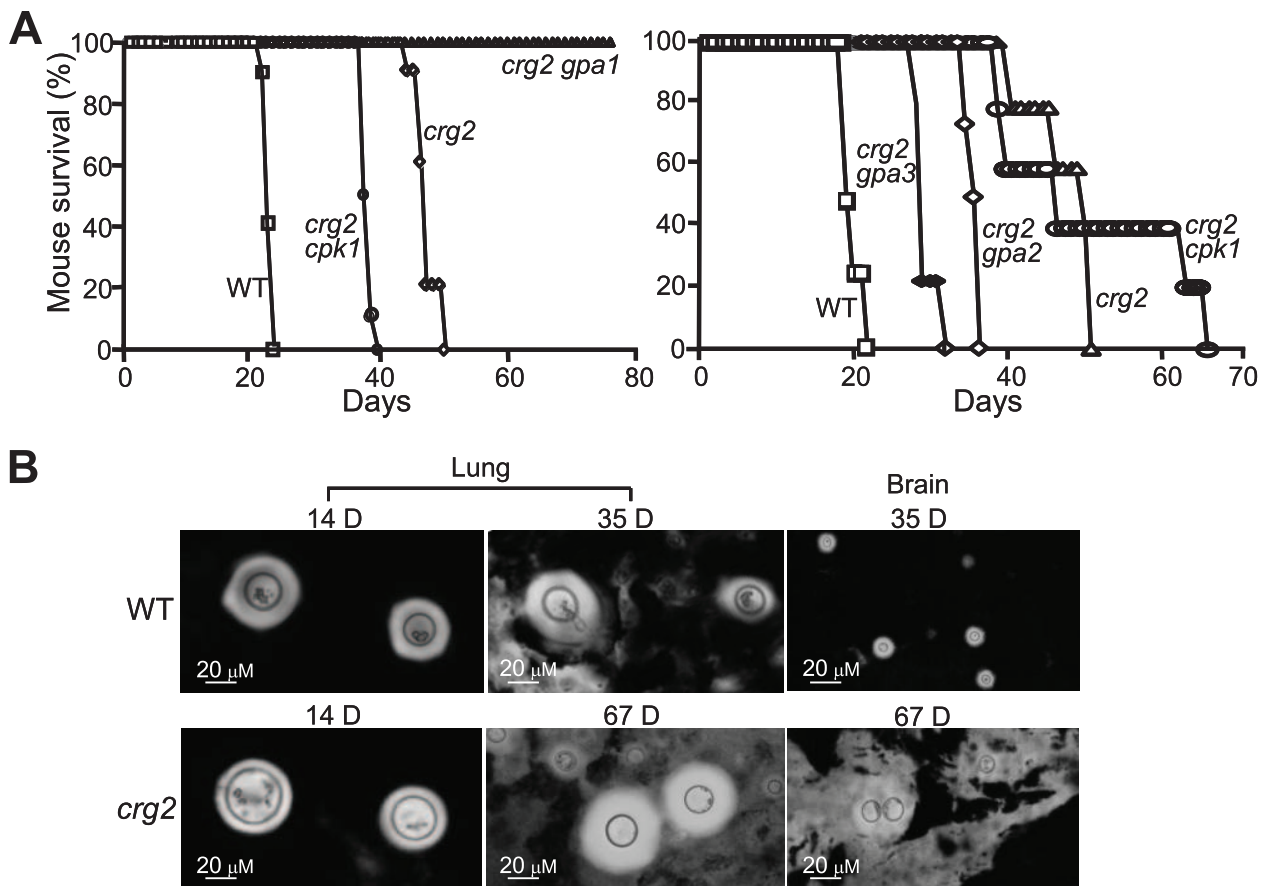 A
Mouse survival (%)
100
80
60
40
20
0
0 20 40 60 80
Days
WT
crg2
cpk1
crg2
crg2 gpa1
100
80
60
40
20
0
0 20 40 60 70
Days
WT
crg2
gpa3
crg2
gpa2
crg2
crg2
cpk1
B
Lung
Brain
14 D 35 D 35 D
WT
20 μM 20 μM 20 μM
14 D 67 D 67 D
crg2
20 μM 20 μM 20 μM